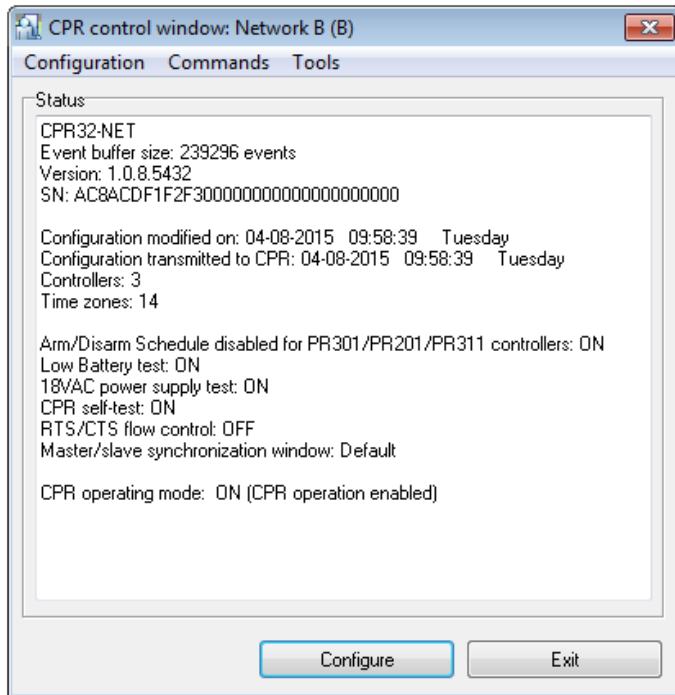 CPR control window: Network B (B)
Configuration Commands Tools
Status
CPR32-NET
Event buffer size: 239296 events
Version: 1.0.8.5432
SN: AC8ACDF1F2F3000000000000000000000
Configuration modified on: 04-08-2015 09:58:39 Tuesday
Configuration transmitted to CPR: 04-08-2015 09:58:39 Tuesday
Controllers: 3
Time zones: 14
Arm/Disarm Schedule disabled for PR301/PR201/PR311 controllers: ON
Low Battery test: ON
18VAC power supply test: ON
CPR self-test: ON
RTS/CTS flow control: OFF
Master/slave synchronization window: Default
CPR operating mode: ON (CPR operation enabled)
Configure Exit